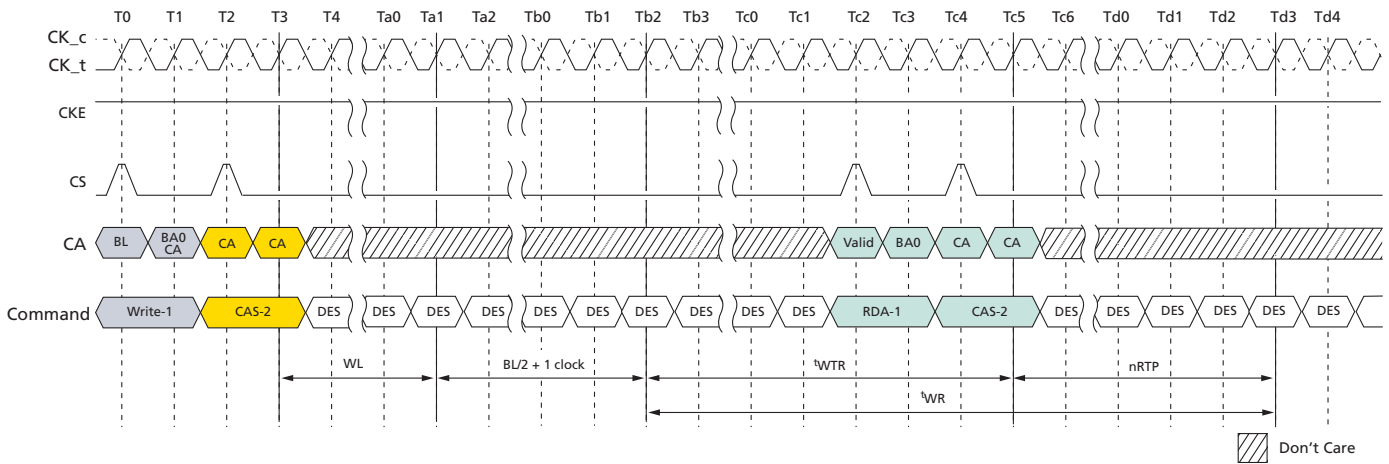 T0 T1 T2 T3 T4 Ta0 Ta1 Ta2 Tb0 Tb1 Tb2 Tb3 Tc0 Tc1 Tc2 Tc3 Tc4 Tc5 Tc6 Td0 Td1 Td2 Td3 Td4
CK_c
CK_t
CKE
CS
CA BL BA0 CA CA CA Valid BA0 CA CA
Command Write-1 CAS-2 DES DES DES DES DES DES DES DES DES DES RDA-1 CAS-2 DES DES DES DES DES DES
WL BL/2 + 1 clock tWTR nRTP
tWR
Don't Care